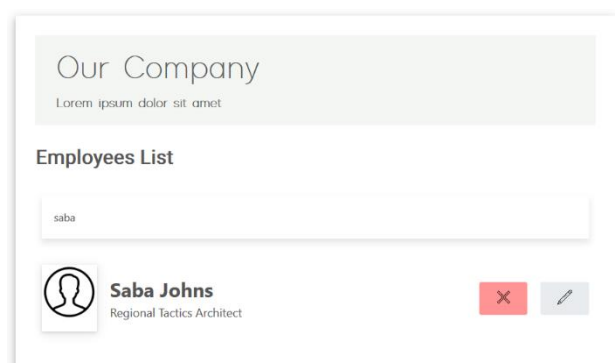 Our Company
Lorem ipsum dolor sit amet
Employees List
saba
Saba Johns
Regional Tactics Architect